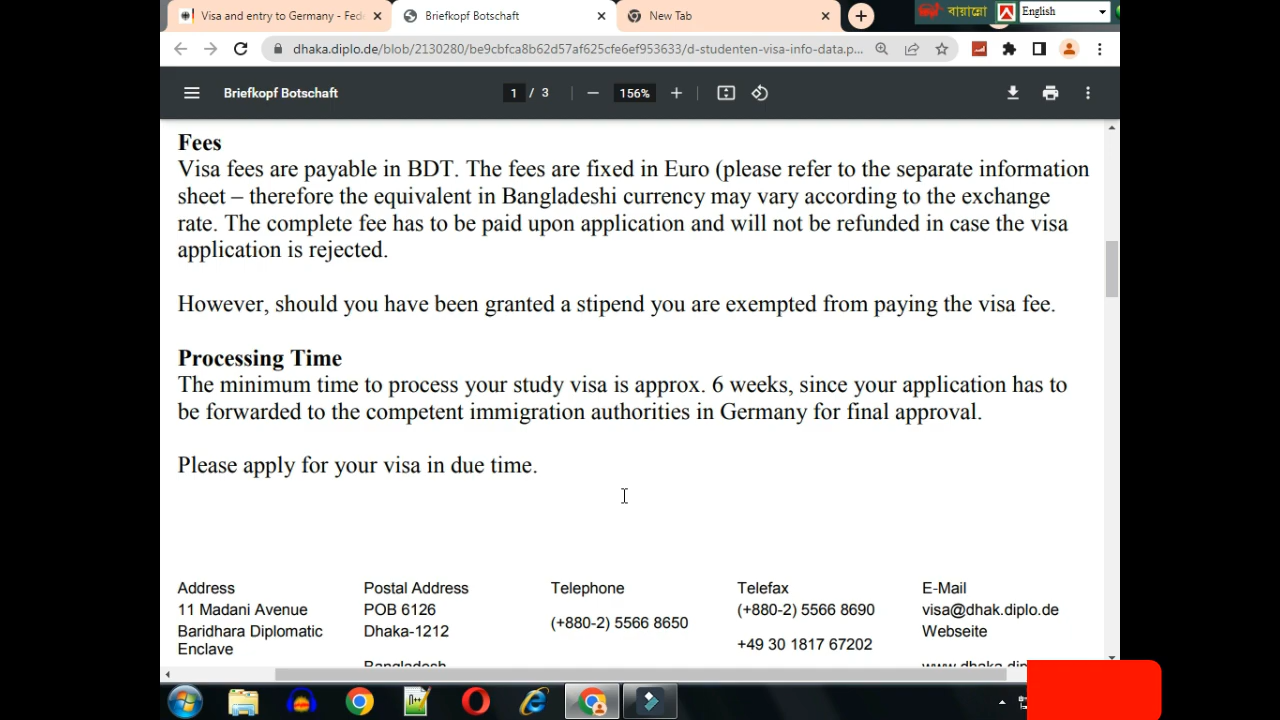 Visa and entry to Germany - Fed
Briefkopf Botschaft
New Tab
বায়ান্নো
English
dhaka.diplo.de/blob/2130280/be9cbfca8b62d57af625cfe6ef953633/d-studenten-visa-info-data.p...
Briefkopf Botschaft
1 / 3
156%
Fees
Visa fees are payable in BDT. The fees are fixed in Euro (please refer to the separate information
sheet – therefore the equivalent in Bangladeshi currency may vary according to the exchange
rate. The complete fee has to be paid upon application and will not be refunded in case the visa
application is rejected.
However, should you have been granted a stipend you are exempted from paying the visa fee.
Processing Time
The minimum time to process your study visa is approx. 6 weeks, since your application has to
be forwarded to the competent immigration authorities in Germany for final approval.
Please apply for your visa in due time.
Address
11 Madani Avenue
Baridhara Diplomatic
Enclave
Postal Address
POB 6126
Dhaka-1212
Bangladesh
Telephone
(+880-2) 5566 8650
Telefax
(+880-2) 5566 8690
+49 30 1817 67202
E-Mail
visa@dhak.diplo.de
Webseite
www.dhaka.dip